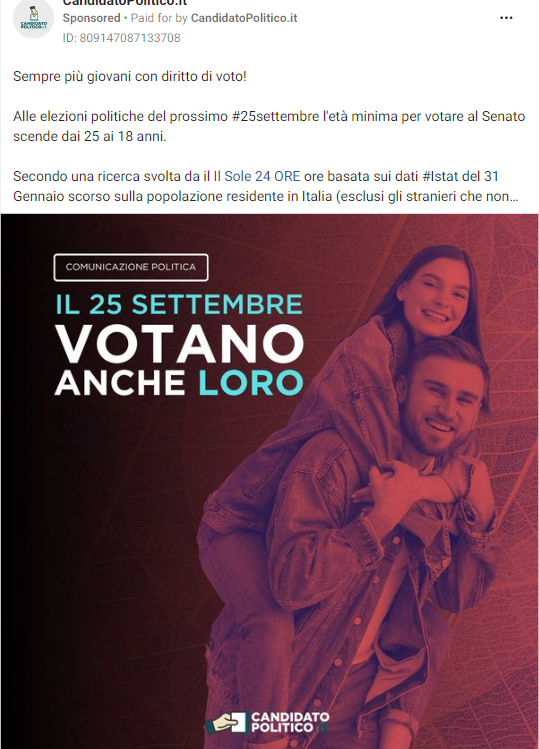 CandidatoPolitico.it
Sponsored • Paid for by CandidatoPolitico.it
ID: 809147087133708
Sempre più giovani con diritto di voto!
Alle elezioni politiche del prossimo #25settembre l'età minima per votare al Senato
scende dai 25 ai 18 anni.
Secondo una ricerca svolta da il Il Sole 24 ORE ore basata sui dati #Istat del 31
Gennaio scorso sulla popolazione residente in Italia (esclusi gli stranieri che non...
COMUNICAZIONE POLITICA
IL 25 SETTEMBRE
VOTANO
ANCHE LORO
CANDIDATO
POLITICO.it
CANDIDATO
POLITICO.it